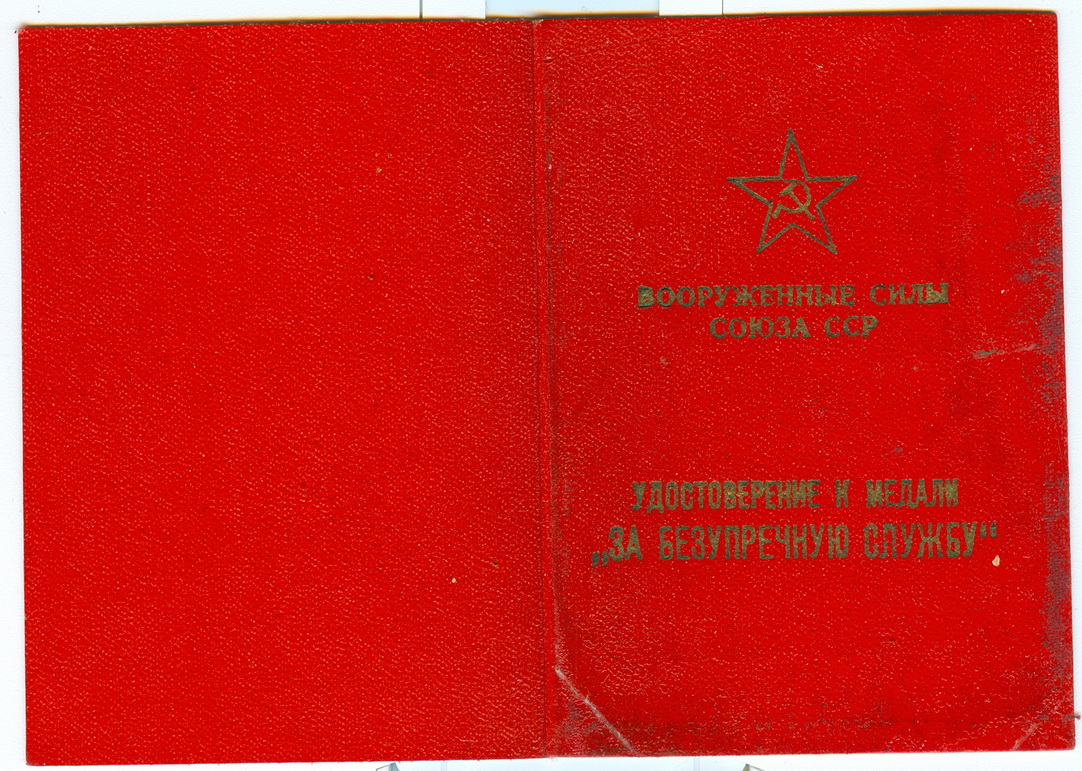 ВООРУЖЕННЫЕ СИЛЫ
СОЮЗА ССР
УДОСТОВЕРЕНИЕ К МЕДАЛИ
„ЗА БЕЗУПРЕЧНУЮ СЛУЖБУ“